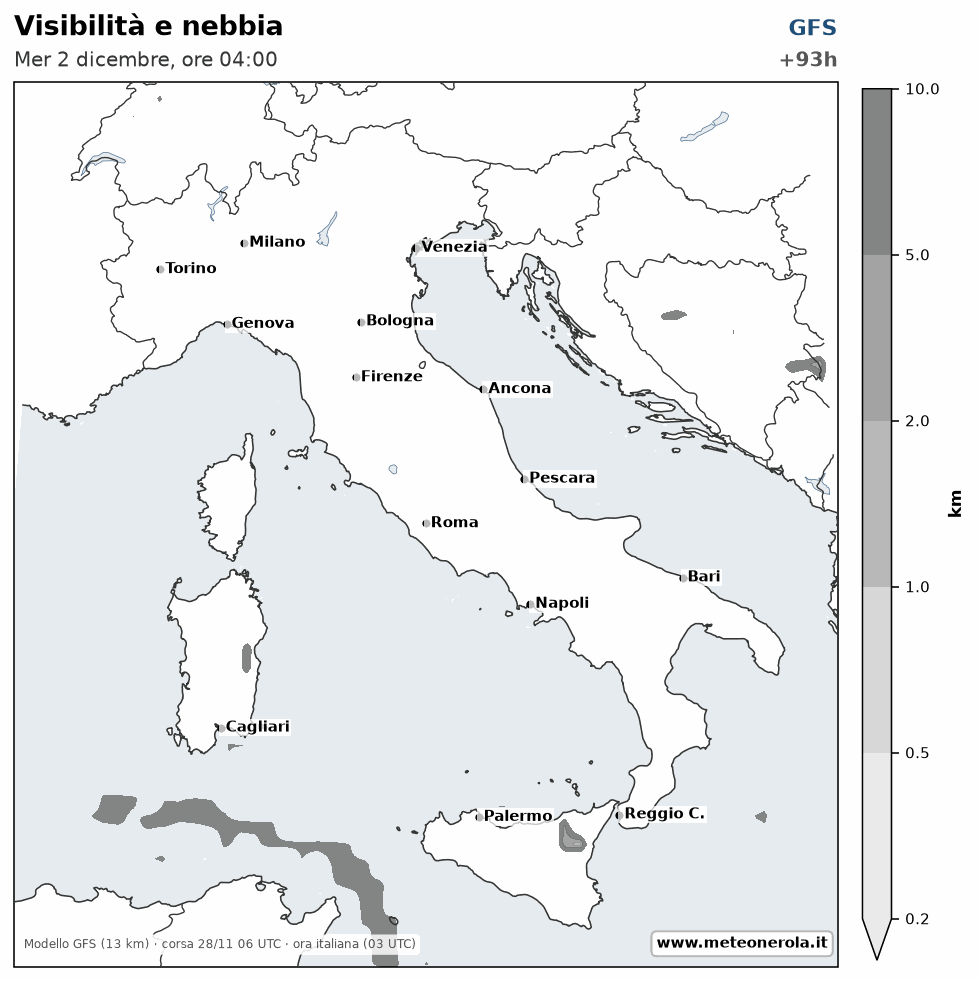 Visibilità e nebbia
GFS
Mer 2 dicembre, ore 04:00
+93h
10.0
5.0
2.0
1.0
0.5
0.2
km
Milano
Venezia
Torino
Genova
Bologna
Firenze
Ancona
Pescara
Roma
Bari
Napoli
Cagliari
Palermo
Reggio C.
Modello GFS (13 km) · corsa 28/11 06 UTC · ora italiana (03 UTC)
www.meteonerola.it